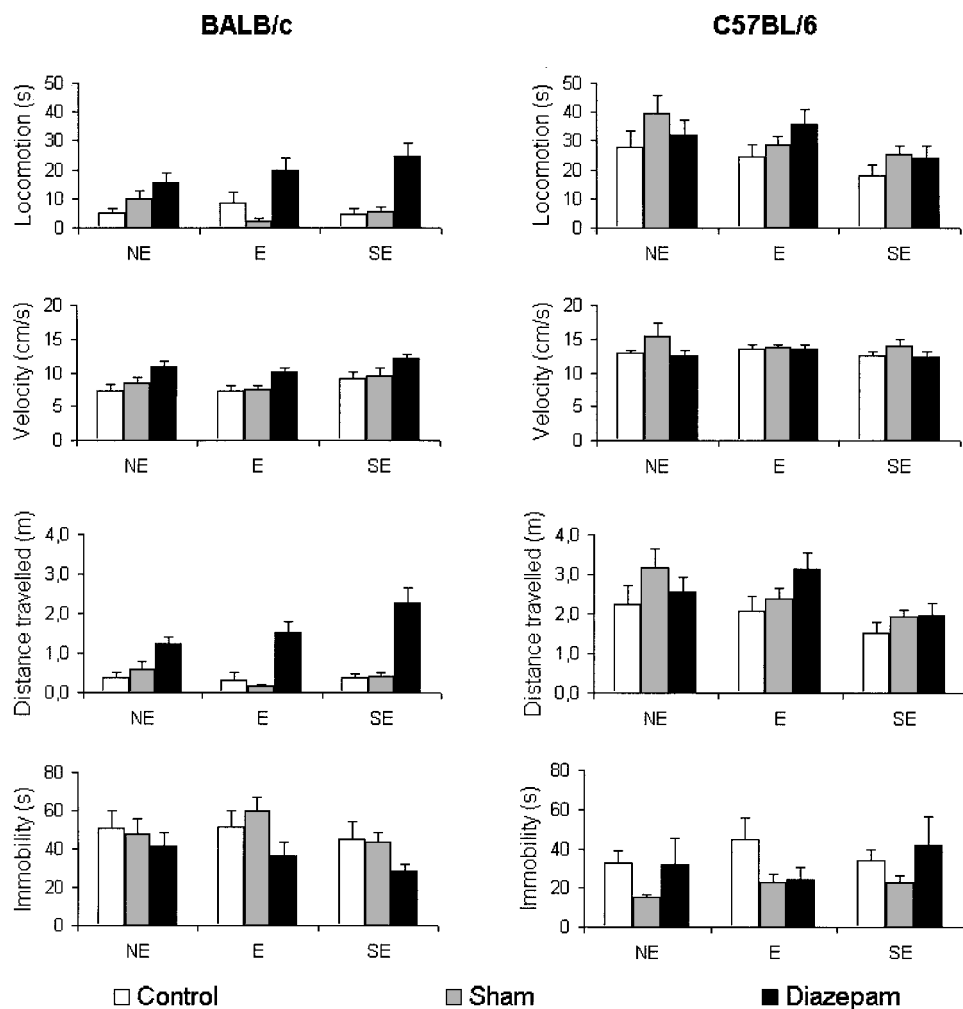 BALB/c
C57BL/6
Locomotion (s)
50
40
30
20
10
0
NE E SE
Locomotion (s)
50
40
30
20
10
0
NE E SE
Velocity (cm/s)
20
15
10
5
0
NE E SE
Velocity (cm/s)
20
15
10
5
0
NE E SE
Distance travelled (m)
4,0
3,0
2,0
1,0
0,0
NE E SE
Distance travelled (m)
4,0
3,0
2,0
1,0
0,0
NE E SE
Immobility (s)
80
60
40
20
0
NE E SE
Immobility (s)
80
60
40
20
0
NE E SE
Control Sham Diazepam